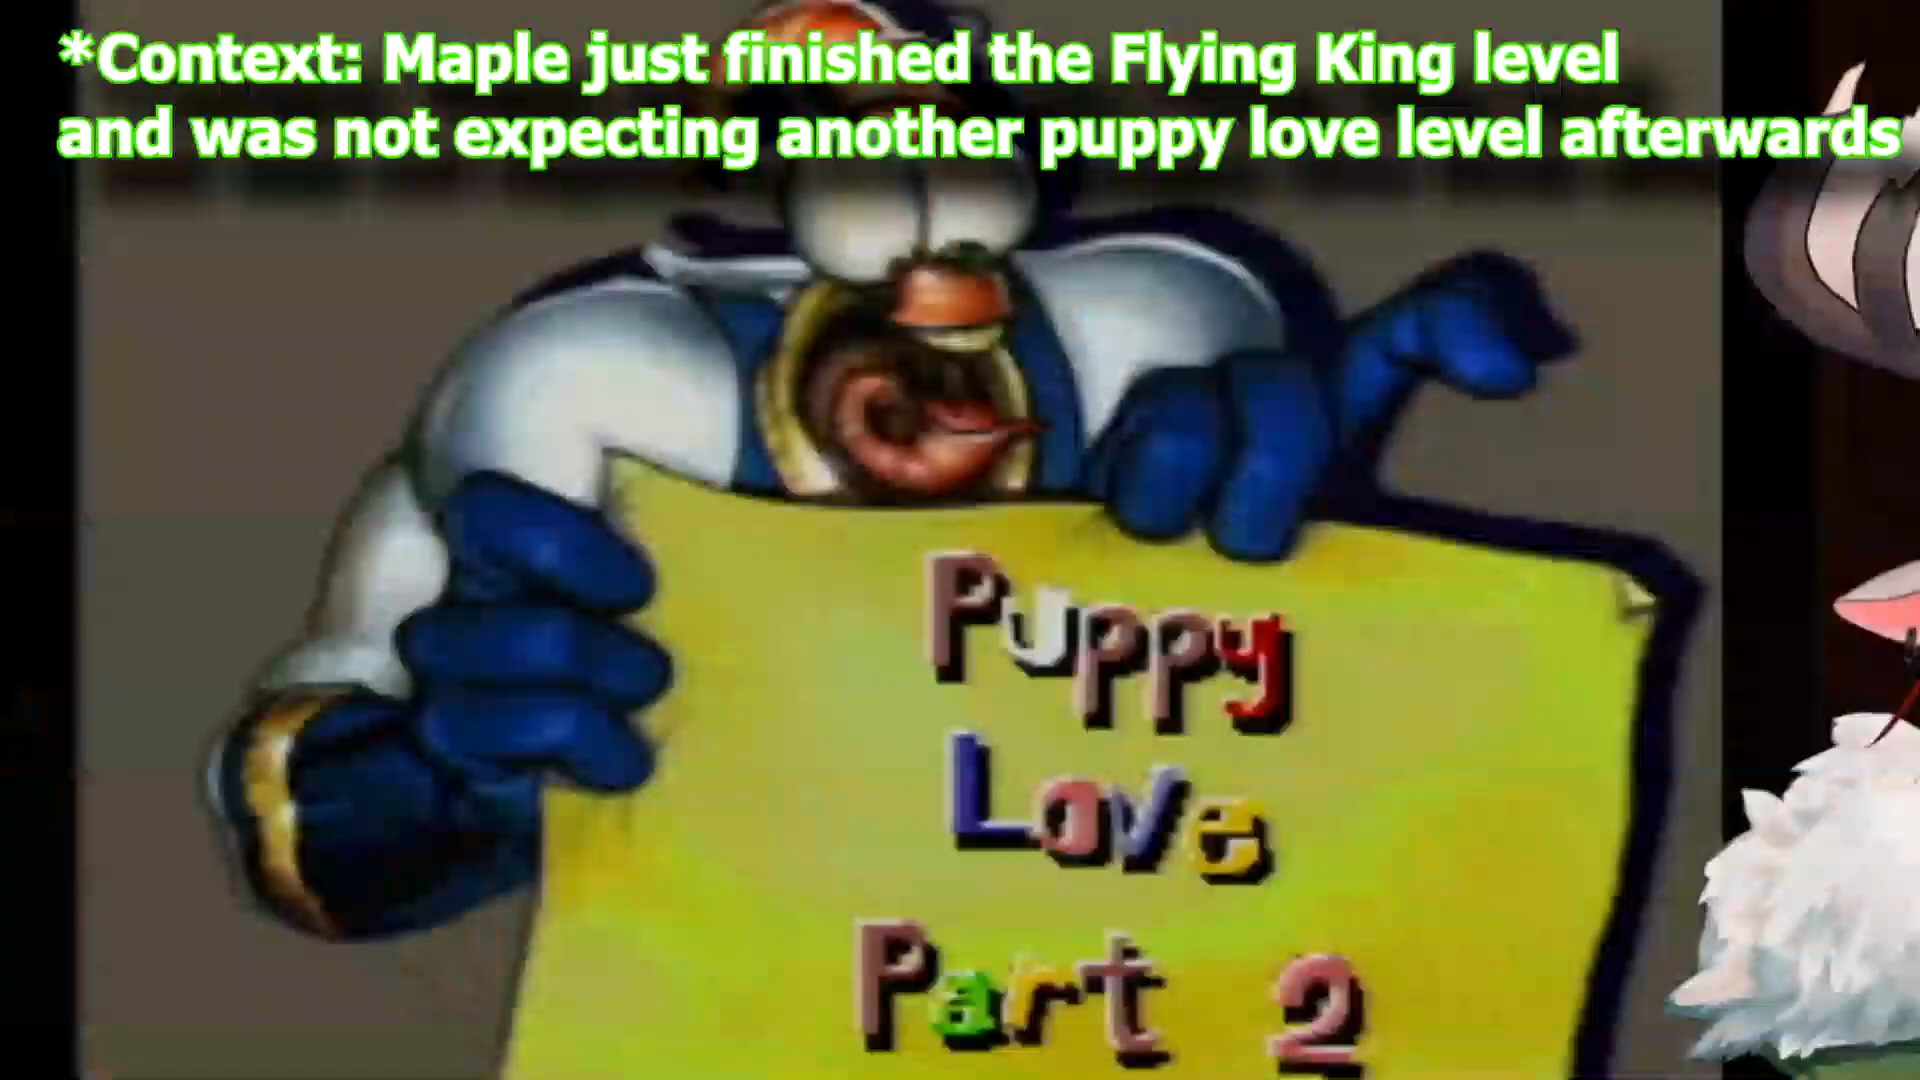 *Context: Maple just finished the Flying King level
and was not expecting another puppy love level afterwards
Puppy
Love
Part 2